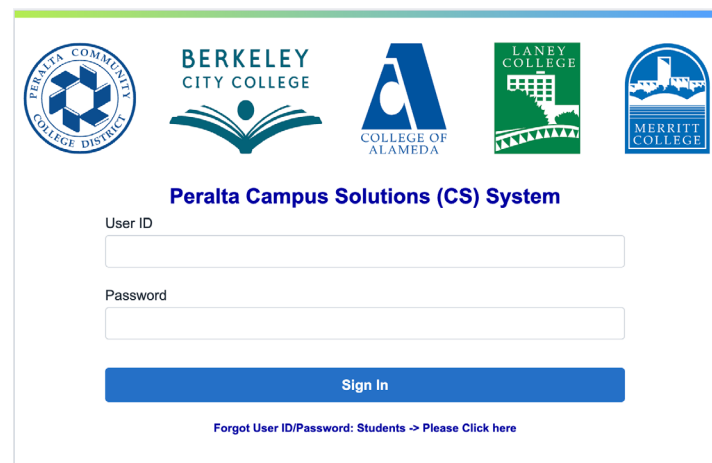 PERALTA COMMUNITY COLLEGE DISTRICT
BERKELEY
CITY COLLEGE
COLLEGE OF
ALAMEDA
LANEY
COLLEGE
MERRITT
COLLEGE
Peralta Campus Solutions (CS) System
User ID
Password
Sign In
Forgot User ID/Password: Students -> Please Click here